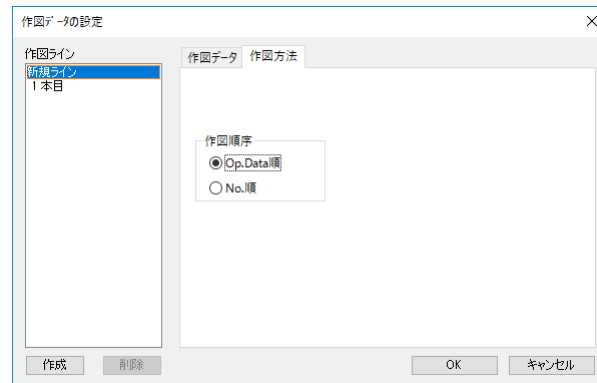 作図ﾃﾞｰﾀの設定
作図ライン
新規ライン
1 本目
作図データ 作図方法
作図順序
Op.Data順
No.順
作成 削除 OK キャンセル